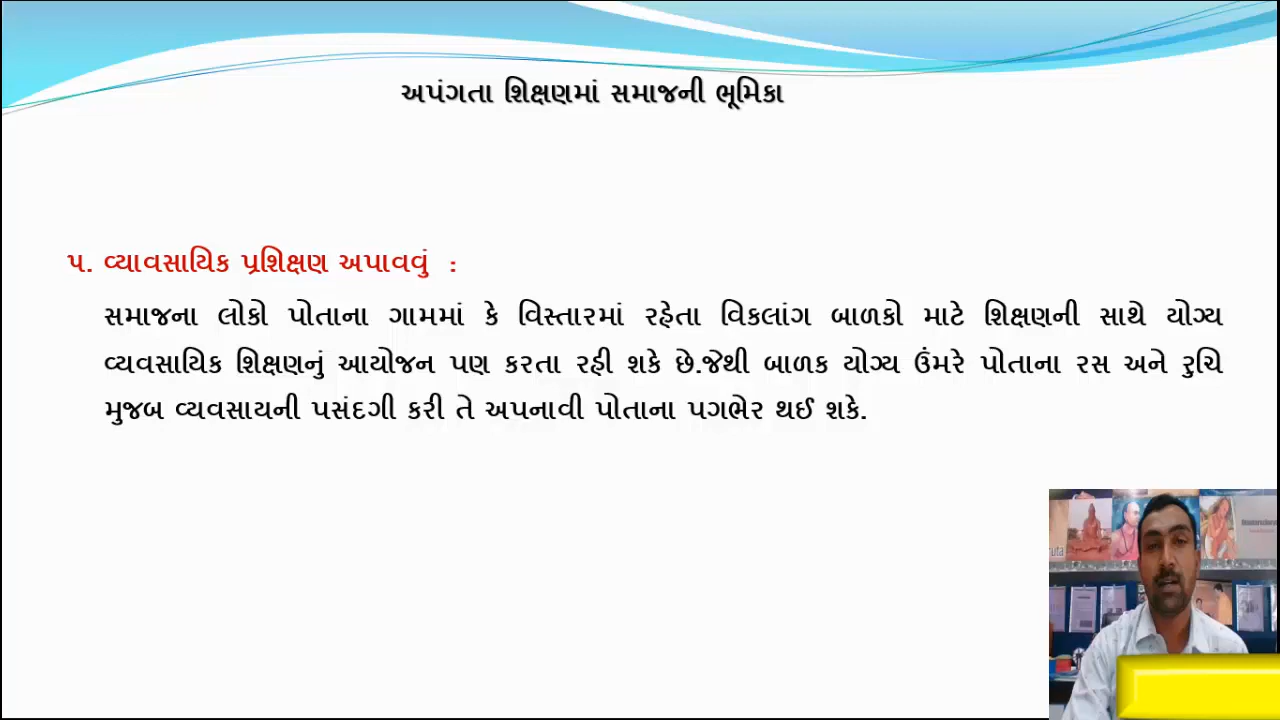 અપંગતા શિક્ષણમાં સમાજની ભૂમિકા
૫. વ્યાવસાયિક પ્રશિક્ષણ અપાવવું :
સમાજના લોકો પોતાના ગામમાં કે વિસ્તારમાં રહેતા વિકલાંગ બાળકો માટે શિક્ષણની સાથે યોગ્ય
વ્યવસાયિક શિક્ષણનું આયોજન પણ કરતા રહી શકે છે.જેથી બાળક યોગ્ય ઉંમરે પોતાના રસ અને રુચિ
મુજબ વ્યવસાયની પસંદગી કરી તે અપનાવી પોતાના પગભેર થઈ શકે.